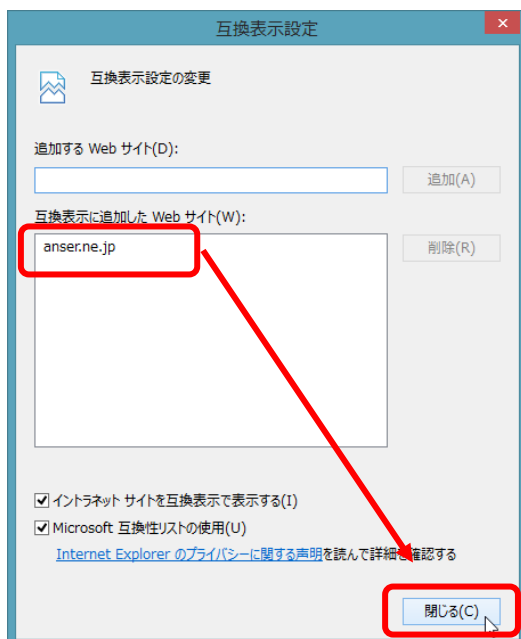 互換表示設定
互換表示設定の変更
追加する Web サイト(D):
追加(A)
互換表示に追加した Web サイト(W):
anser.ne.jp
削除(R)
イントラネット サイトを互換表示で表示する(I)
Microsoft 互換性リストの使用(U)
Internet Explorer のプライバシーに関する声明を読んで詳細を確認する
閉じる(C)